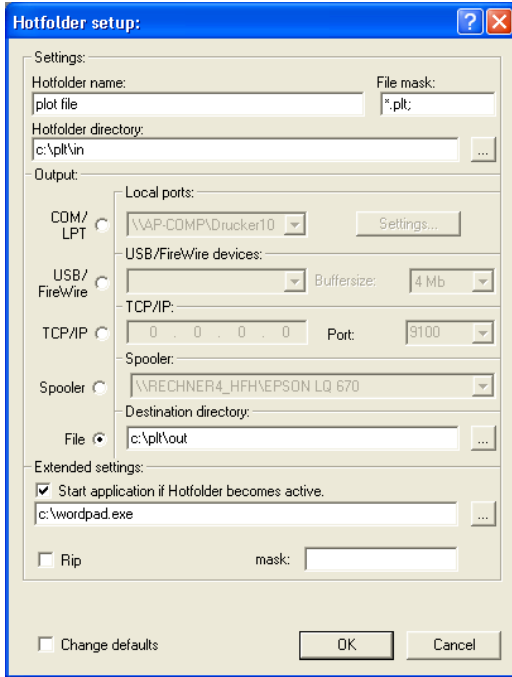 Hotfolder setup:
Settings:
Hotfolder name: File mask:
plot file *.plt;
Hotfolder directory:
c:\plt\in ...
Output:
Local ports:
COM/
LPT \\AP-COMP\Drucker10 Settings...
USB/FireWire devices:
USB/
FireWire Buffersize: 4 Mb
TCP/IP:
TCP/IP 0 . 0 . 0 . 0 Port: 9100
Spooler:
Spooler \\RECHNER4_HFH\EPSON LQ 670
Destination directory:
File c:\plt\out ...
Extended settings:
Start application if Hotfolder becomes active.
c:\wordpad.exe ...
Rip mask:
Change defaults OK Cancel